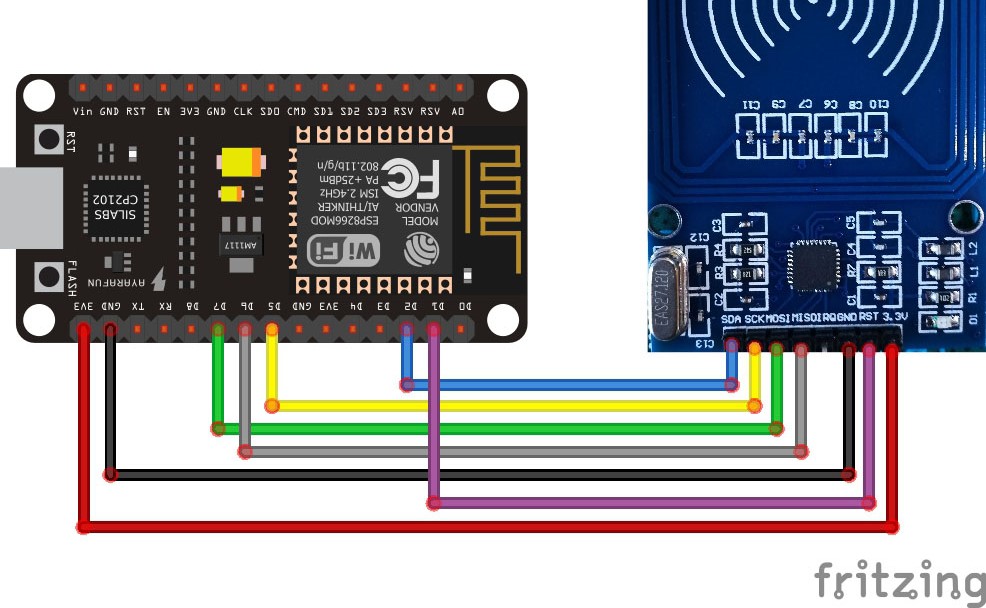 Vin GND RST EN 3V3 GND CLK SD0 CMD SD1 SD2 SD3 RSV RSV A0
RST
SILABS
CP2102
AM1117
MODEL
VENDOR
ESP8266MOD
AI/THINKER
ISM 2.4GHz
PA +25dBm
802.11b/g/n
FC
WiFi
AYARAFUN
FLASH
3V3 GND TX RX D8 D7 D6 D5 GND 3V3 D4 D3 D2 D1 D0
C11 C9 C7 C6 C8 C10
C12
C3
R4
R3
C2
C5
C4
R2
C1
L2
L1
R1
D1
EAS27.120
C13
SDA SCK MOSI MISO IRQ GND RST 3.3V
fritzing